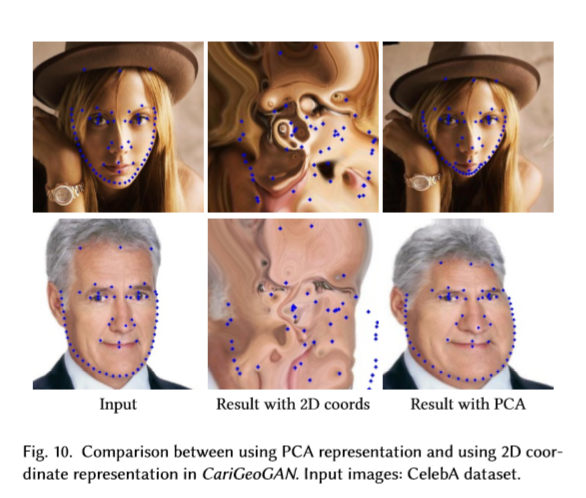 Input Result with 2D coords Result with PCA
Fig. 10. Comparison between using PCA representation and using 2D coor-
dinate representation in CariGeoGAN. Input images: CelebA dataset.